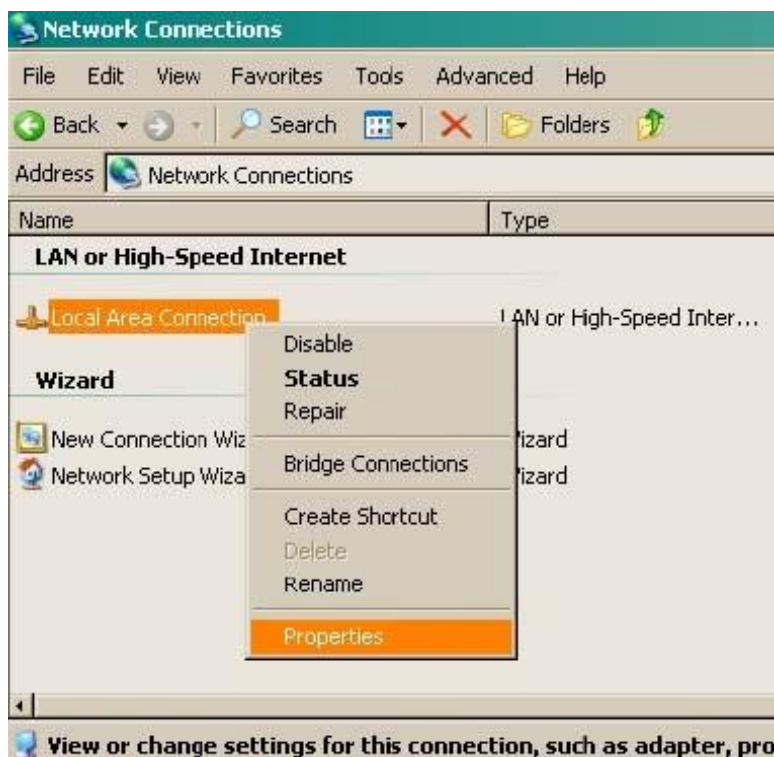 Network Connections
File Edit View Favorites Tools Advanced Help
Back Search Folders
Address Network Connections
Name Type
LAN or High-Speed Internet
Local Area Connection LAN or High-Speed Inter...
Disable
Wizard Status
Repair
New Connection Wiz izard
Bridge Connections
Network Setup Wiza izard
Create Shortcut
Delete
Rename
Properties
View or change settings for this connection, such as adapter, pro